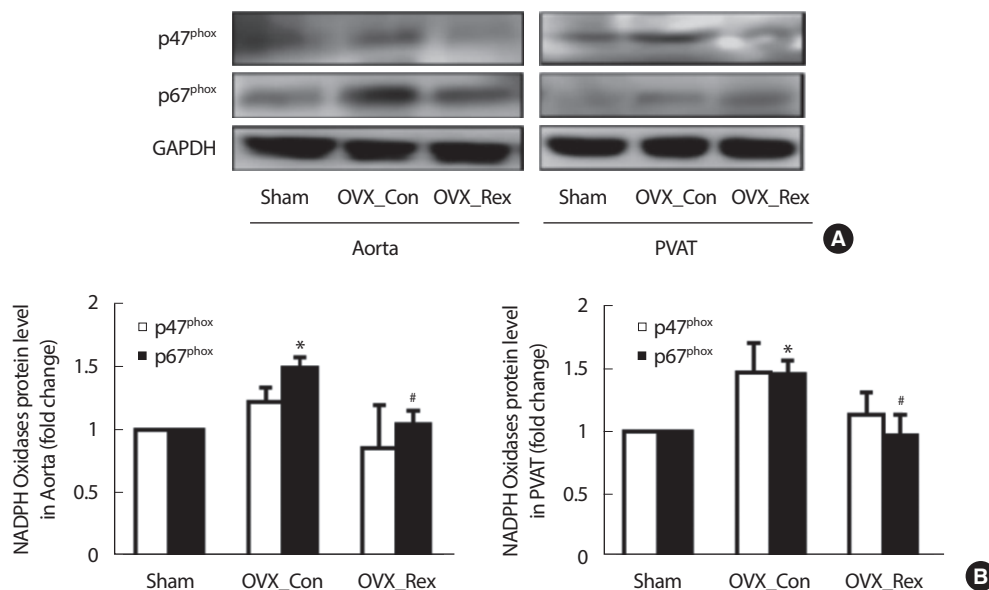 p47phox
p67phox
GAPDH
Sham OVX_Con OVX_Rex Sham OVX_Con OVX_Rex
Aorta PVAT
A
NADPH Oxidases protein level
in Aorta (fold change)
2
1.5
1
0.5
0
p47phox
p67phox
*
#
Sham OVX_Con OVX_Rex
NADPH Oxidases protein level
in PVAT (fold change)
2
1.5
1
0.5
0
p47phox
p67phox
*
#
Sham OVX_Con OVX_Rex
B